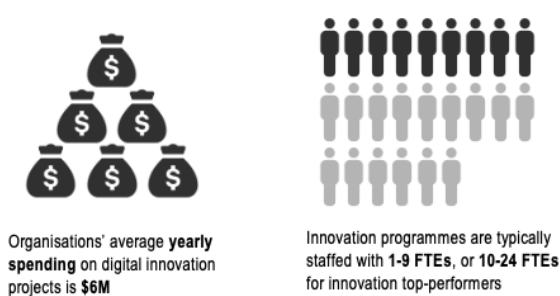 $
$ $
$ $ $
Organisations' average yearly
spending on digital innovation
projects is $6M
Innovation programmes are typically
staffed with 1-9 FTEs, or 10-24 FTEs
for innovation top-performers